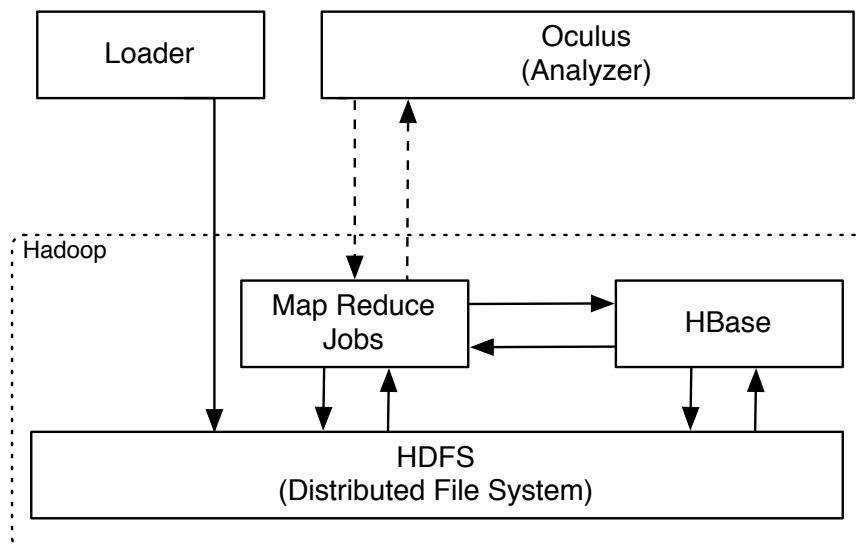 Loader
Oculus
(Analyzer)
Hadoop
Map Reduce
Jobs
HBase
HDFS
(Distributed File System)